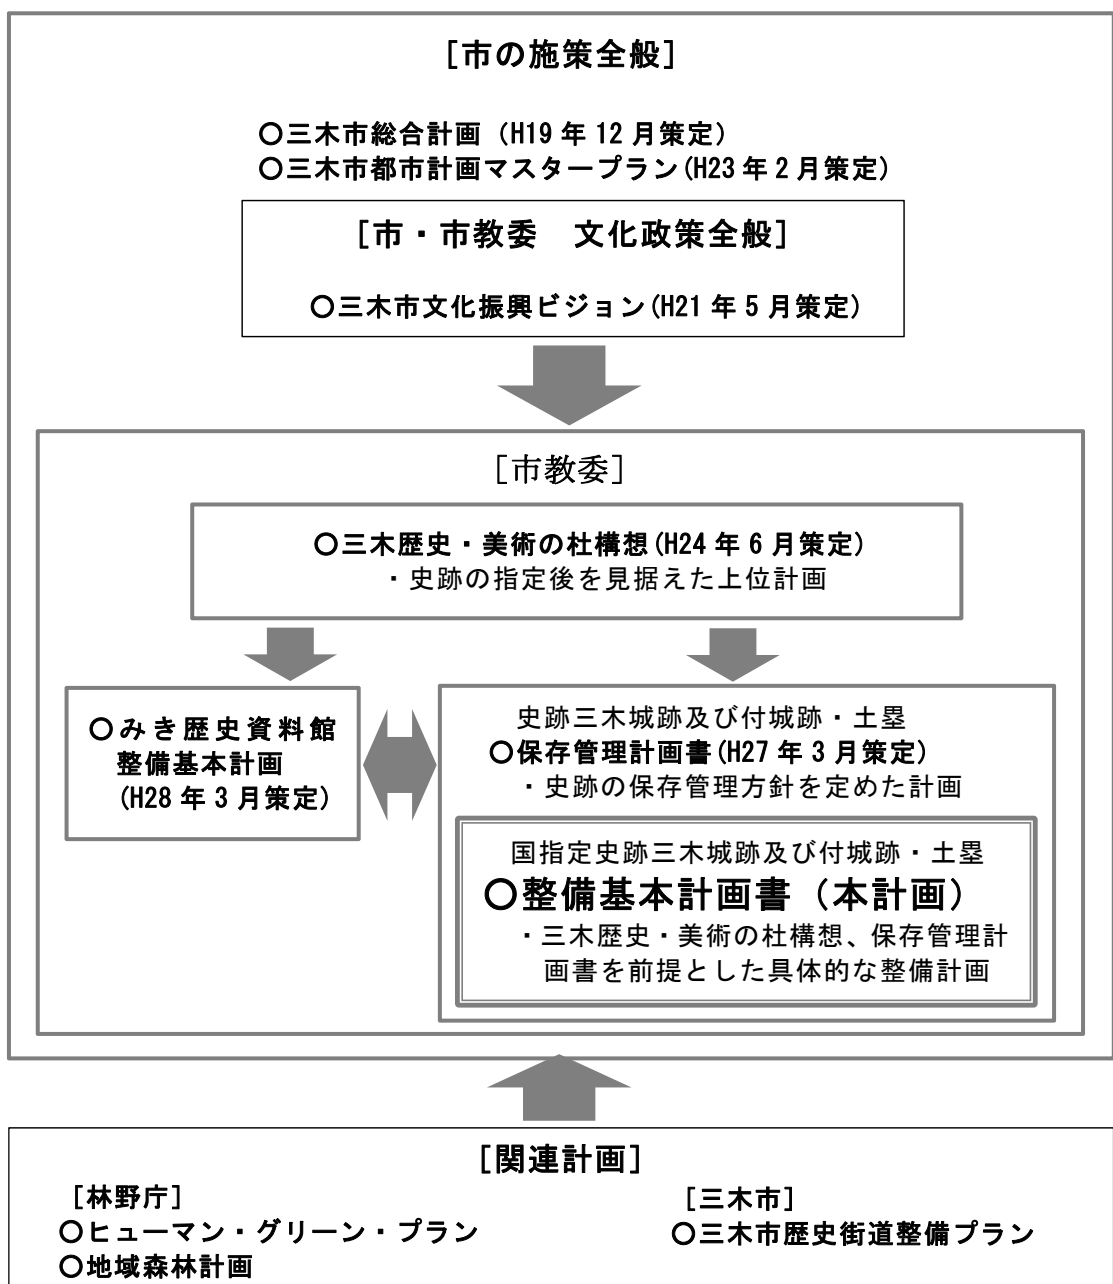 [市の施策全般]
○三木市総合計画（H19年12月策定）
○三木市都市計画マスタープラン(H23年2月策定)
[市・市教委　文化政策全般]
○三木市文化振興ビジョン(H21年5月策定)
[市教委]
○三木歴史・美術の杜構想(H24年6月策定)
・史跡の指定後を見据えた上位計画
○みき歴史資料館
整備基本計画
(H28年3月策定)
史跡三木城跡及び付城跡・土塁
○保存管理計画書(H27年3月策定)
・史跡の保存管理方針を定めた計画
国指定史跡三木城跡及び付城跡・土塁
○整備基本計画書（本計画）
・三木歴史・美術の杜構想、保存管理計
画書を前提とした具体的な整備計画
[関連計画]
[林野庁]
○ヒューマン・グリーン・プラン
○地域森林計画
[三木市]
○三木市歴史街道整備プラン